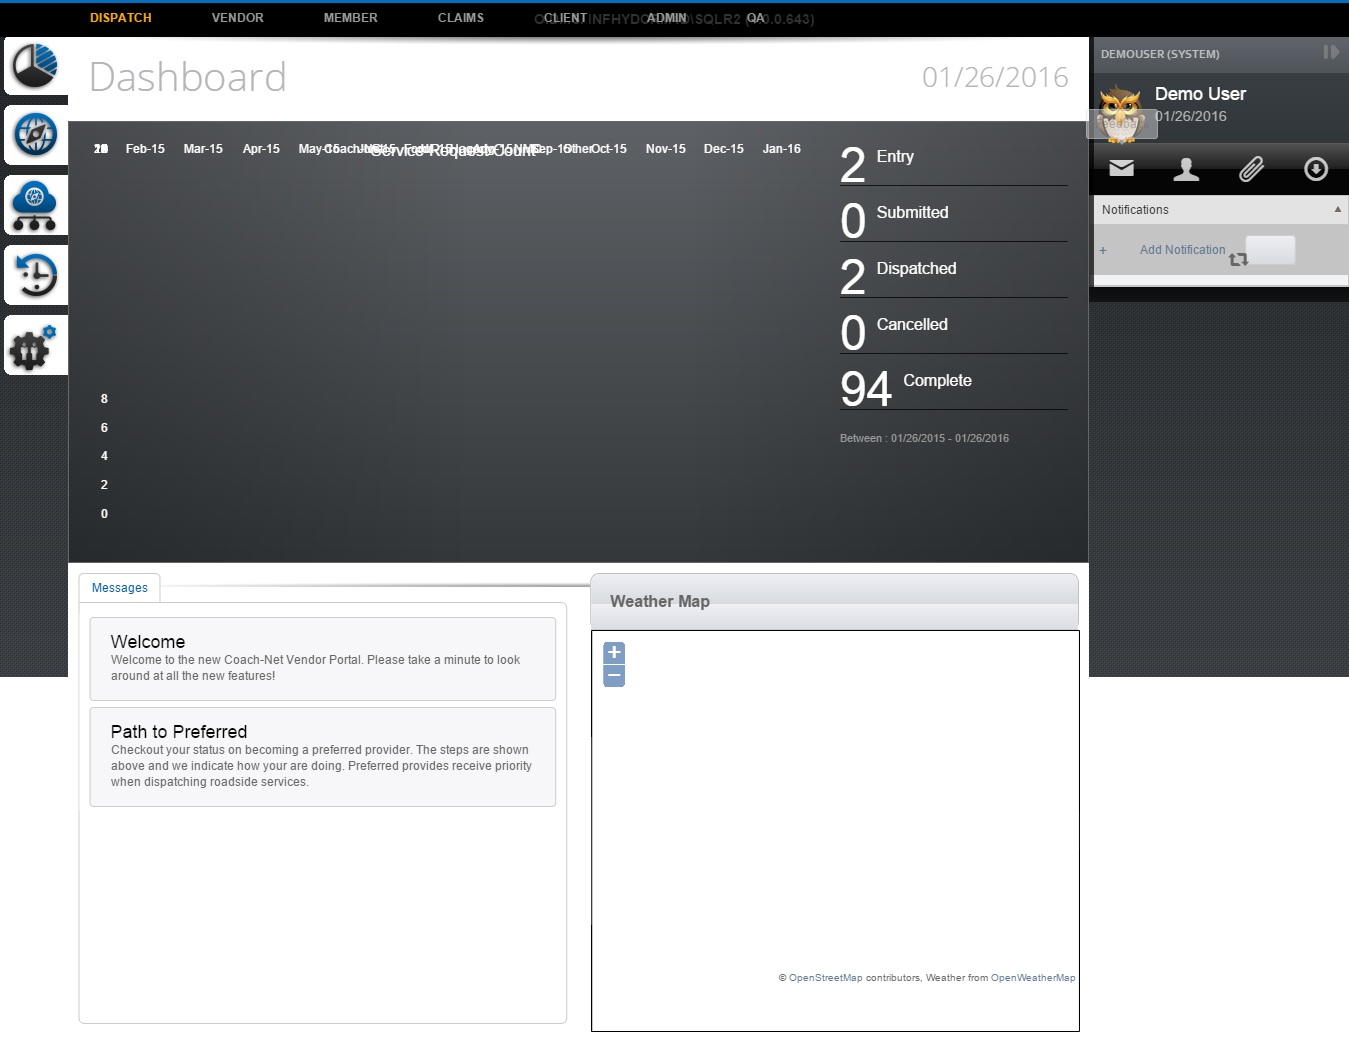 DISPATCH VENDOR MEMBER CLAIMS CLIENT ADMIN QA
Dashboard
01/26/2016
DEMOUSER (SYSTEM)
Demo User
01/26/2016
Notifications
+ Add Notification
Feb-15 Mar-15 Apr-15 May-15 Oct-15 Nov-15 Dec-15 Jan-16
Service Request Count
Other
8
6
4
2
0
2 Entry
0 Submitted
2 Dispatched
0 Cancelled
94 Complete
Between : 01/26/2015 - 01/26/2016
Messages
Welcome
Welcome to the new Coach-Net Vendor Portal. Please take a minute to look
around at all the new features!
Path to Preferred
Checkout your status on becoming a preferred provider. The steps are shown
above and we indicate how your are doing. Preferred provides receive priority
when dispatching roadside services.
Weather Map
+
−
© OpenStreetMap contributors, Weather from OpenWeatherMap